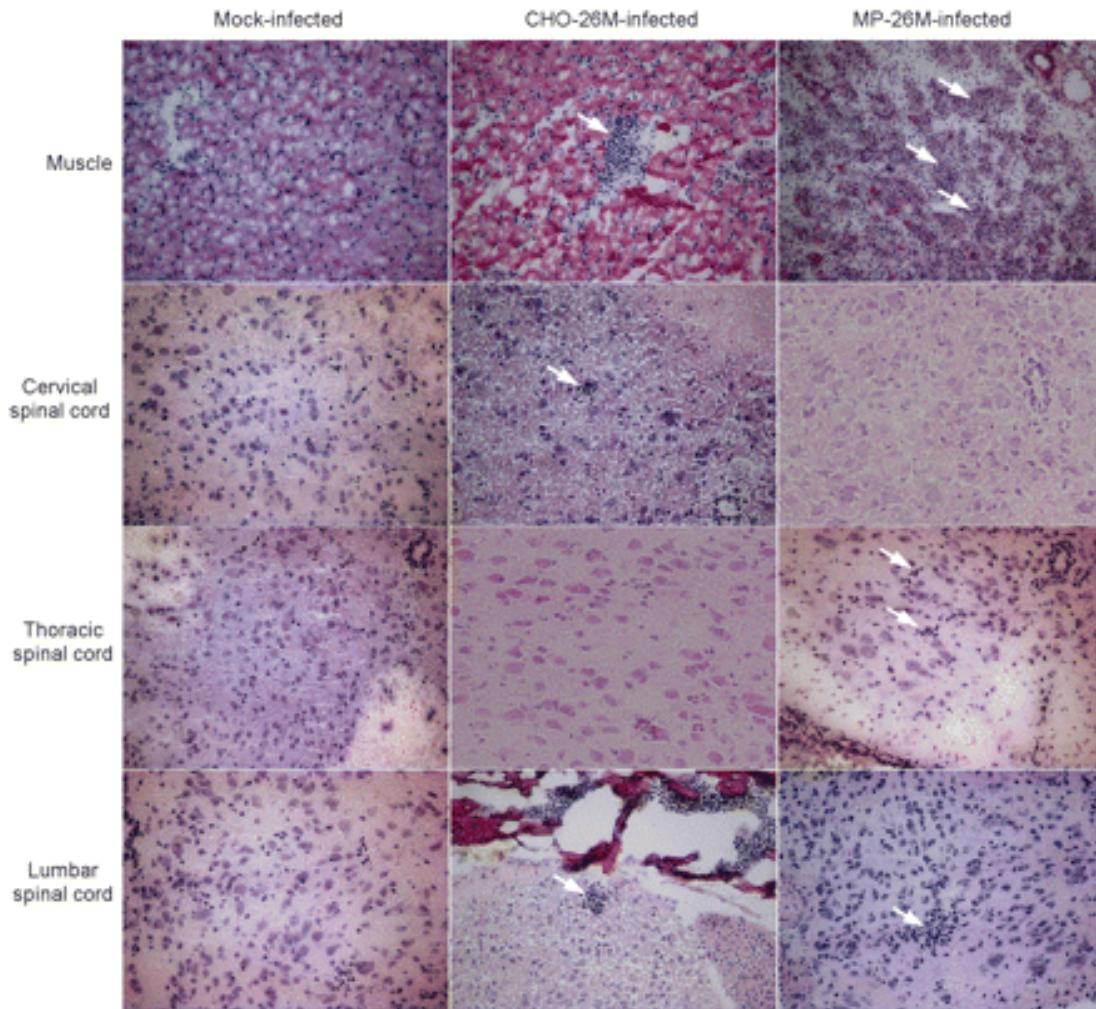 Mock-infected CHO-26M-infected MP-26M-infected
Muscle
Cervical
spinal cord
Thoracic
spinal cord
Lumbar
spinal cord